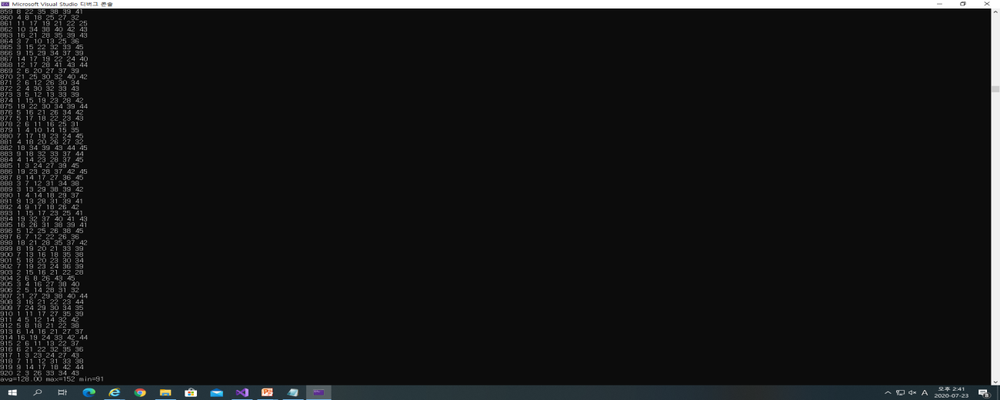 Microsoft Visual Studio 디버그 콘솔
859 8 22 35 38 39 41
860 4 8 18 25 27 32
861 11 17 19 21 22 25
862 10 34 38 40 42 43
863 16 21 28 35 39 43
864 3 7 10 13 25 36
865 3 15 22 32 33 45
866 9 15 29 34 37 39
867 14 17 19 22 24 40
868 12 17 28 41 43 44
869 2 6 20 27 37 39
870 21 25 30 32 40 42
871 2 6 12 26 30 34
872 2 4 30 32 33 43
873 3 5 12 13 33 39
874 1 15 19 23 28 42
875 19 22 30 34 39 44
876 5 16 21 26 34 42
877 5 17 18 22 23 43
878 2 6 11 16 25 31
879 1 4 10 14 15 35
880 7 17 19 23 24 45
881 4 18 20 26 27 32
882 18 34 39 43 44 45
883 9 18 32 33 37 44
884 4 14 23 28 37 45
885 1 3 24 27 39 45
886 19 23 28 37 42 45
887 8 14 17 27 36 45
888 3 7 12 31 34 38
889 3 13 29 38 39 42
890 1 4 14 18 29 37
891 9 13 28 31 39 41
892 4 9 17 18 26 42
893 1 15 17 23 25 41
894 19 32 37 40 41 43
895 16 26 31 38 39 41
896 5 12 25 26 38 45
897 6 7 12 22 26 36
898 18 21 28 35 37 42
899 8 19 20 21 33 39
900 7 13 16 18 35 38
901 5 18 20 23 30 34
902 7 19 23 24 36 39
903 2 15 16 21 22 28
904 2 6 8 26 43 45
905 3 4 16 27 38 40
906 2 5 14 28 31 32
907 21 27 29 38 40 44
908 3 16 21 22 23 44
909 7 24 29 30 34 35
910 1 11 17 27 35 39
911 4 5 12 14 32 42
912 5 8 18 21 22 38
913 6 14 16 21 27 37
914 16 19 24 33 42 44
915 2 6 11 13 22 37
916 6 21 22 32 35 36
917 1 3 23 24 27 43
918 7 11 12 31 33 38
919 9 14 17 18 42 44
920 2 3 26 33 34 43
avg=128.00 max=152 min=91
A
오후 2:41
2020-07-23